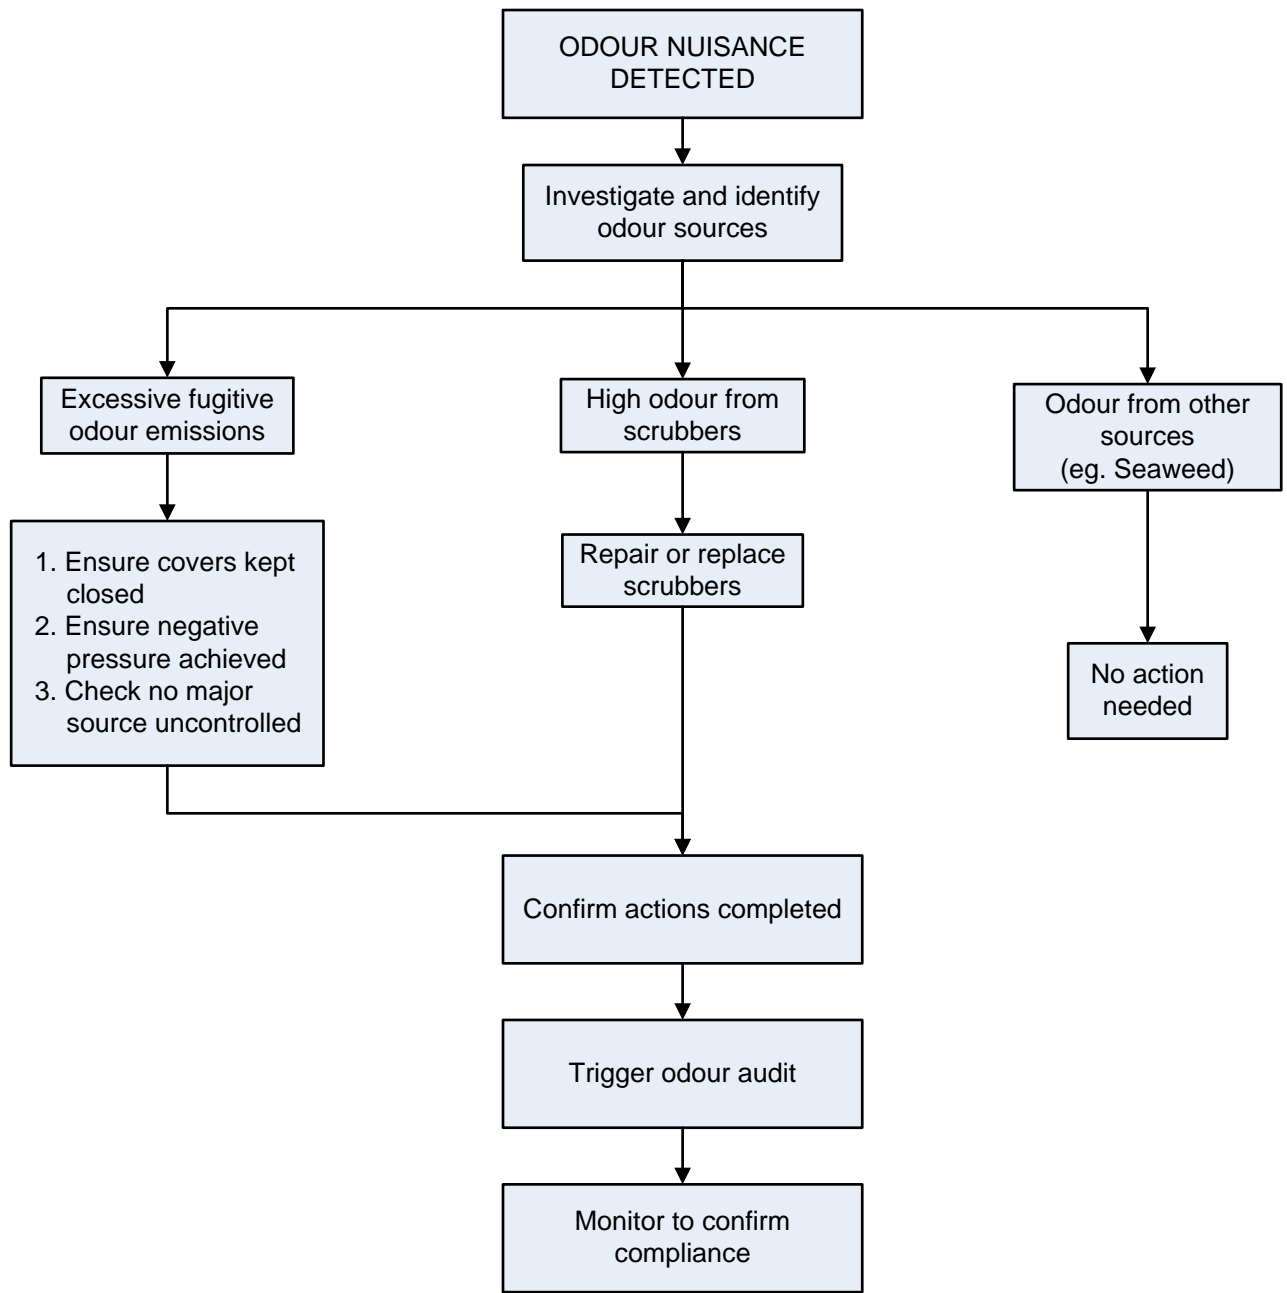 ODOUR NUISANCE
DETECTED
Investigate and identify
odour sources
Excessive fugitive
odour emissions
High odour from
scrubbers
Odour from other
sources
(eg. Seaweed)
1. Ensure covers kept
closed
2. Ensure negative
pressure achieved
3. Check no major
source uncontrolled
Repair or replace
scrubbers
No action
needed
Confirm actions completed
Trigger odour audit
Monitor to confirm
compliance